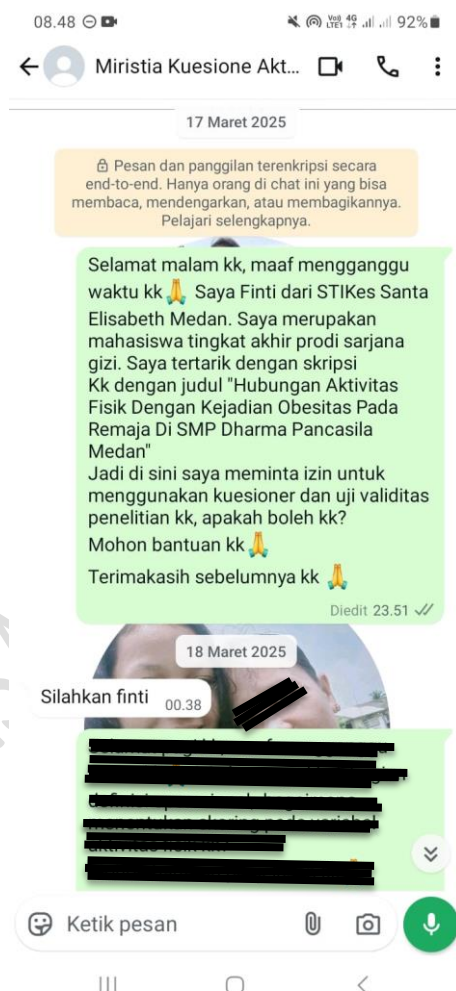 08.48
Vo)) LTE1 4G 92%
Miristia Kuesione Akt...
17 Maret 2025
Pesan dan panggilan terenkripsi secara
end-to-end. Hanya orang di chat ini yang bisa
membaca, mendengarkan, atau membagikannya.
Pelajari selengkapnya.
Selamat malam kk, maaf mengganggu
waktu kk🙏 Saya Finti dari STIKes Santa
Elisabeth Medan. Saya merupakan
mahasiswa tingkat akhir prodi sarjana
gizi. Saya tertarik dengan skripsi
Kk dengan judul "Hubungan Aktivitas
Fisik Dengan Kejadian Obesitas Pada
Remaja Di SMP Dharma Pancasila
Medan"
Jadi di sini saya meminta izin untuk
menggunakan kuesioner dan uji validitas
penelitian kk, apakah boleh kk?
Mohon bantuan kk🙏
Terimakasih sebelumnya kk 🙏
Diedit 23.51
18 Maret 2025
Silahkan finti 00.38
Ketik pesan